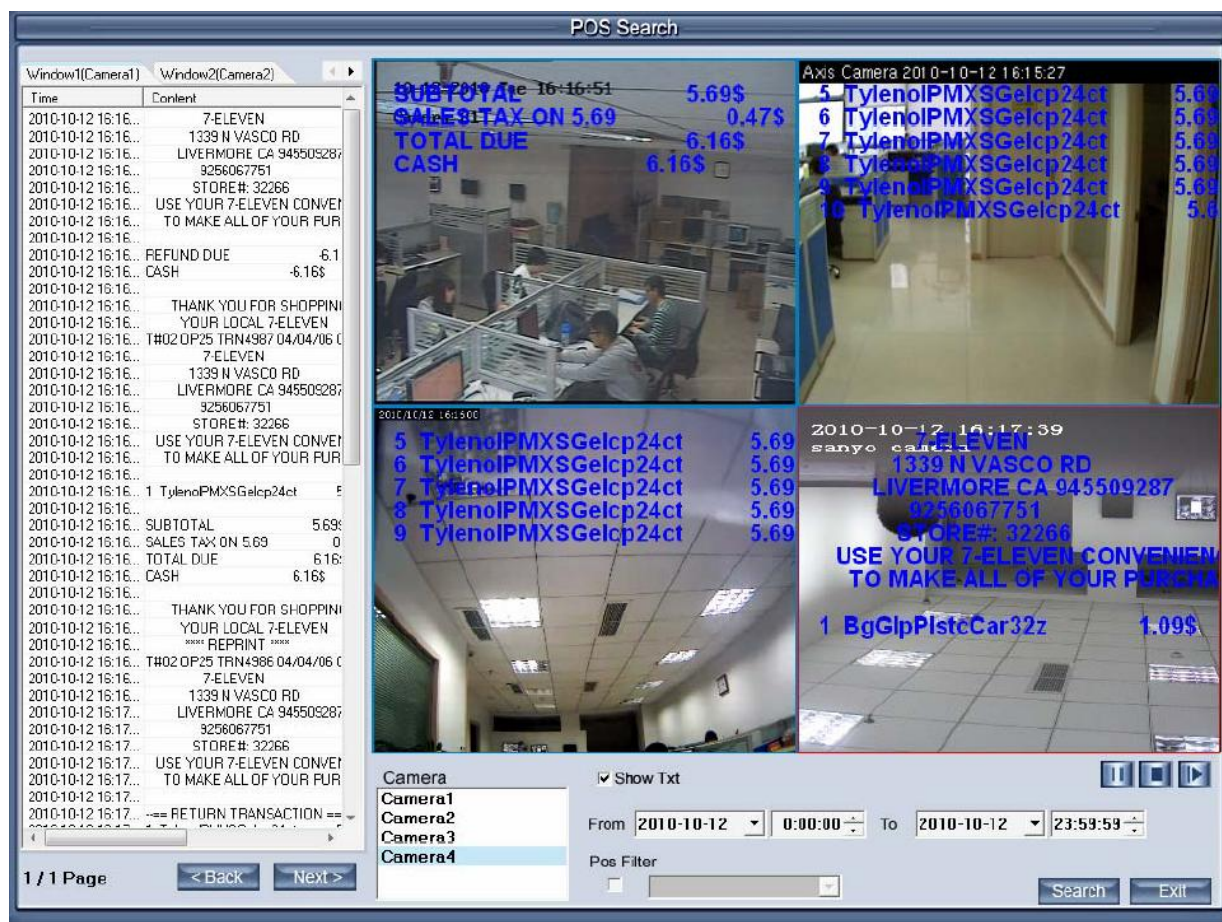 POS Search
Window1(Camera1) Window2(Camera2)
Time Content
2010-10-12 16:16... 7-ELEVEN
2010-10-12 16:16... 1339 N VASCO RD
2010-10-12 16:16... LIVERMORE CA 945509287
2010-10-12 16:16... 9256067751
2010-10-12 16:16... STORE#: 32266
2010-10-12 16:16... USE YOUR 7-ELEVEN CONVEN
2010-10-12 16:16... TO MAKE ALL OF YOUR PUR
2010-10-12 16:16...
2010-10-12 16:16... REFUND DUE -6.1
2010-10-12 16:16... CASH -6.16$
2010-10-12 16:16...
2010-10-12 16:16... THANK YOU FOR SHOPPING
2010-10-12 16:16... YOUR LOCAL 7-ELEVEN
2010-10-12 16:16... T#02 OP25 TRN4987 04/04/06
2010-10-12 16:16... 7-ELEVEN
2010-10-12 16:16... 1339 N VASCO RD
2010-10-12 16:16... LIVERMORE CA 945509287
2010-10-12 16:16... 9256067751
2010-10-12 16:16... STORE#: 32266
2010-10-12 16:16... USE YOUR 7-ELEVEN CONVEN
2010-10-12 16:16... TO MAKE ALL OF YOUR PUR
2010-10-12 16:16...
2010-10-12 16:16... 1 TylenolPMXSGelcp24ct 5
2010-10-12 16:16...
2010-10-12 16:16... SUBTOTAL 5.69$
2010-10-12 16:16... SALES TAX ON 5.69 0
2010-10-12 16:16... TOTAL DUE 6.16
2010-10-12 16:16... CASH 6.16$
2010-10-12 16:16...
2010-10-12 16:16... THANK YOU FOR SHOPPING
2010-10-12 16:16... YOUR LOCAL 7-ELEVEN
2010-10-12 16:16... **** REPRINT ****
2010-10-12 16:16... T#02 OP25 TRN4986 04/04/06
2010-10-12 16:16... 7-ELEVEN
2010-10-12 16:16... 1339 N VASCO RD
2010-10-12 16:17... LIVERMORE CA 945509287
2010-10-12 16:17... 9256067751
2010-10-12 16:17... STORE#: 32266
2010-10-12 16:17... USE YOUR 7-ELEVEN CONVEN
2010-10-12 16:17... TO MAKE ALL OF YOUR PUR
2010-10-12 16:17...
2010-10-12 16:17... --== RETURN TRANSACTION ==
1 / 1 Page
< Back Next >
16:16:51
SUBTOTAL 5.69$
SALES TAX ON 5.69 0.47$
TOTAL DUE 6.16$
CASH 6.16$
Axis Camera 2010-10-12 16:15:27
5 TylenolPMXSGelcp24ct 5.69
6 TylenolPMXSGelcp24ct 5.69
7 TylenolPMXSGelcp24ct 5.69
8 TylenolPMXSGelcp24ct 5.69
9 TylenolPMXSGelcp24ct 5.69
10 TylenolPMXSGelcp24ct 5.6
2010/10/12 16:15:00
5 TylenolPMXSGelcp24ct 5.69
6 TylenolPMXSGelcp24ct 5.69
7 TylenolPMXSGelcp24ct 5.69
8 TylenolPMXSGelcp24ct 5.69
9 TylenolPMXSGelcp24ct 5.69
2010-10-12 16:17:39
sanyo camera
7-ELEVEN
1339 N VASCO RD
LIVERMORE CA 945509287
9256067751
STORE#: 32266
USE YOUR 7-ELEVEN CONVENIEN
TO MAKE ALL OF YOUR PURCHA
1 BgGlpPlstcCar32z 1.09$
Camera
Camera1
Camera2
Camera3
Camera4
Show Txt
From 2010-10-12 0:00:00 To 2010-10-12 23:59:59
Pos Filter
Search Exit